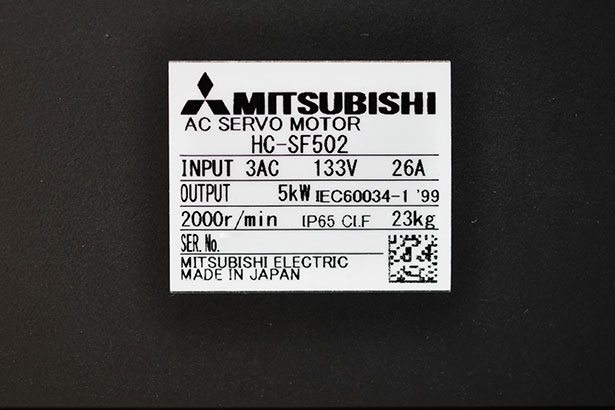 MITSUBISHI
AC SERVO MOTOR
HC-SF502
INPUT 3AC 133V 26A
OUTPUT 5kW IEC60034-1 '99
2000r/min IP65 CI.F 23kg
SER.No.
MITSUBISHI ELECTRIC
MADE IN JAPAN